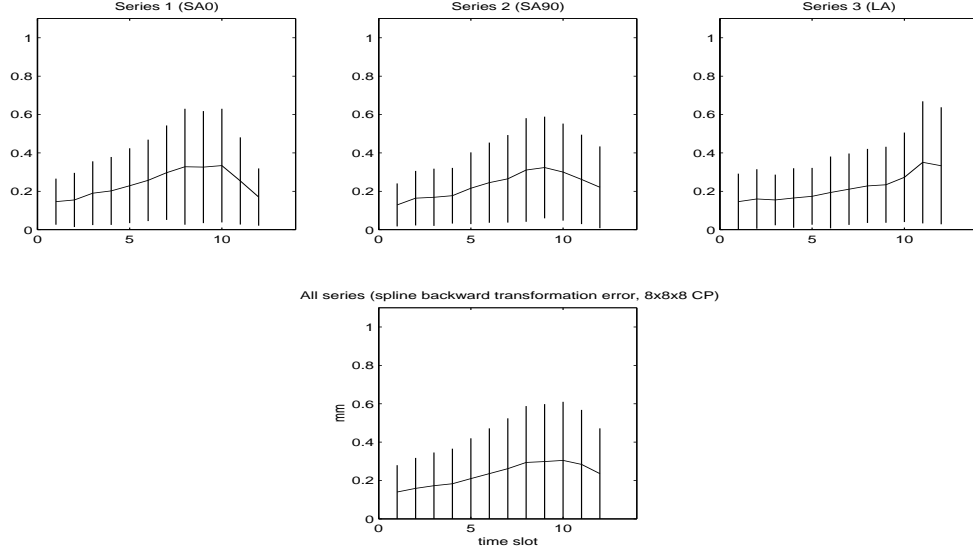 Series 1 (SA0)
1
0.8
0.6
0.4
0.2
0
0 5 10
Series 2 (SA90)
1
0.8
0.6
0.4
0.2
0
0 5 10
Series 3 (LA)
1
0.8
0.6
0.4
0.2
0
0 5 10
All series (spline backward transformation error, 8x8x8 CP)
mm
1
0.8
0.6
0.4
0.2
0
0 5 10
time slot